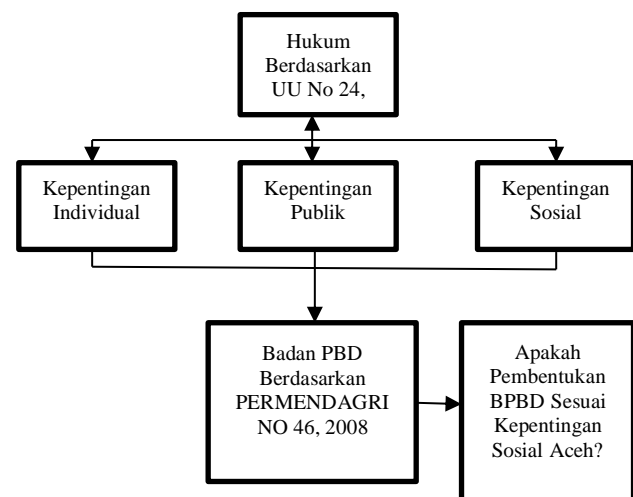 Hukum
Berdasarkan
UU No 24,
Kepentingan
Individual
Kepentingan
Publik
Kepentingan
Sosial
Badan PBD
Berdasarkan
PERMENDAGRI
NO 46, 2008
Apakah
Pembentukan
BPBD Sesuai
Kepentingan
Sosial Aceh?